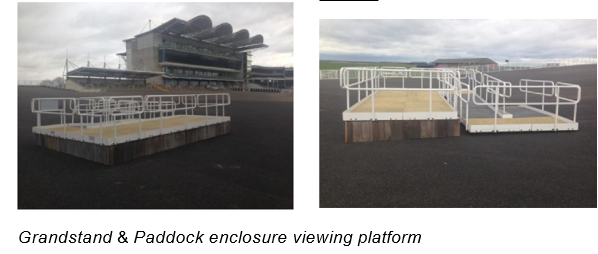 Grandstand & Paddock enclosure viewing platform